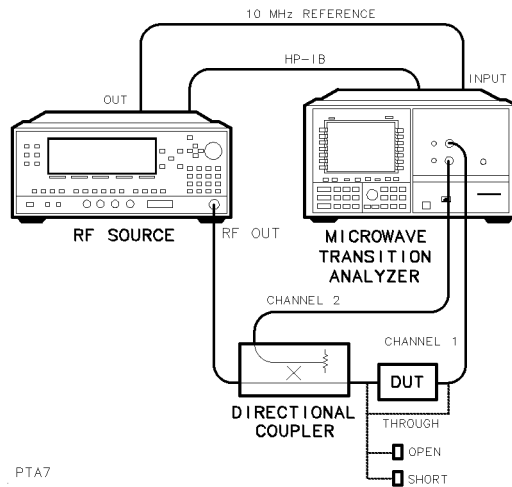 10 MHz REFERENCE
HP-IB
OUT
INPUT
RF SOURCE
RF OUT
MICROWAVE
TRANSITION
ANALYZER
CHANNEL 2
CHANNEL 1
DUT
DIRECTIONAL
COUPLER
THROUGH
OPEN
SHORT
PTA7